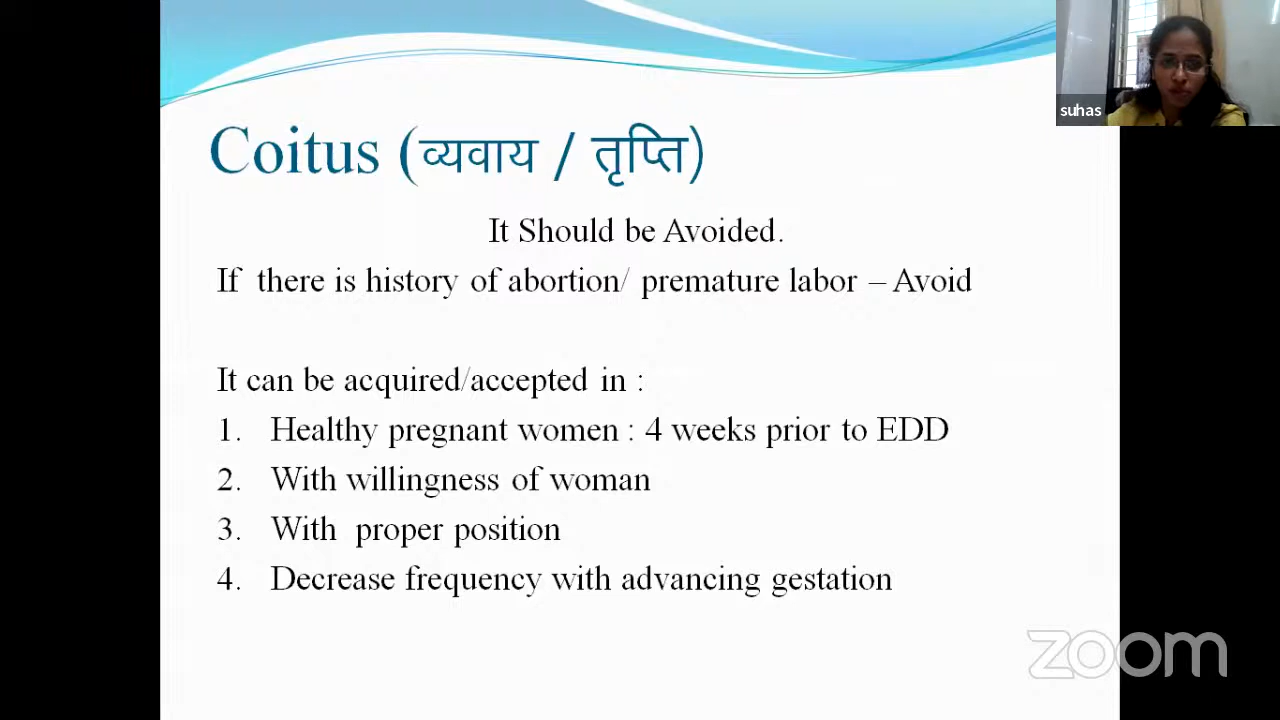 suhas
Coitus (व्यवाय / तृप्ति)
It Should be Avoided.
If there is history of abortion/ premature labor – Avoid
It can be acquired/accepted in :
1. Healthy pregnant women : 4 weeks prior to EDD
2. With willingness of woman
3. With proper position
4. Decrease frequency with advancing gestation
zoom